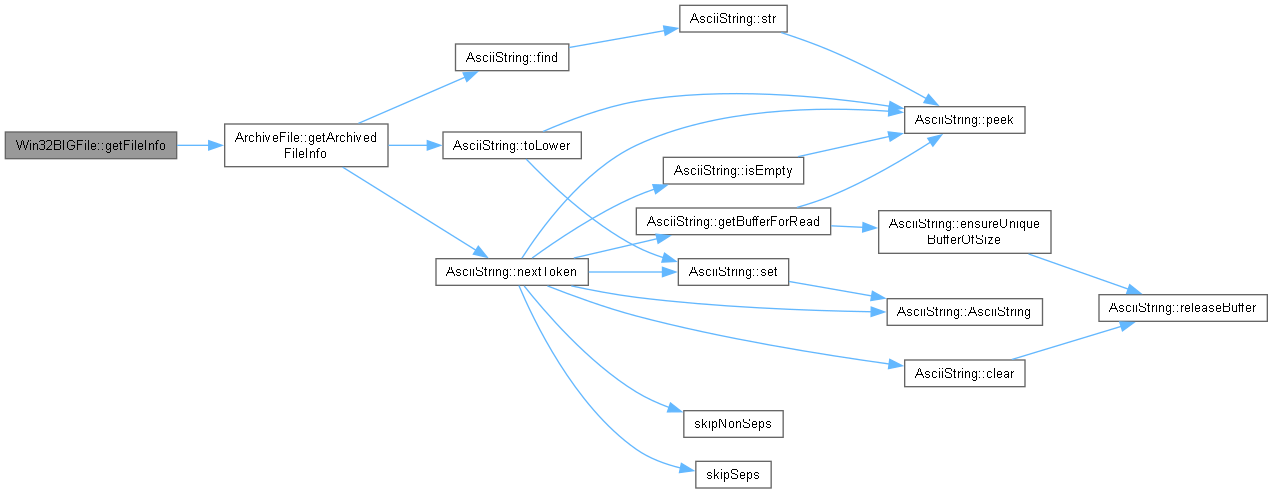 AsciiString::str
AsciiString::find
AsciiString::peek
Win32BIGFile::getFileInfo
ArchiveFile::getArchived
FileInfo
AsciiString::toLower
AsciiString::isEmpty
AsciiString::getBufferForRead
AsciiString::ensureUnique
BufferOfSize
AsciiString::nextToken
AsciiString::set
AsciiString::AsciiString
AsciiString::releaseBuffer
AsciiString::clear
skipNonSeps
skipSeps